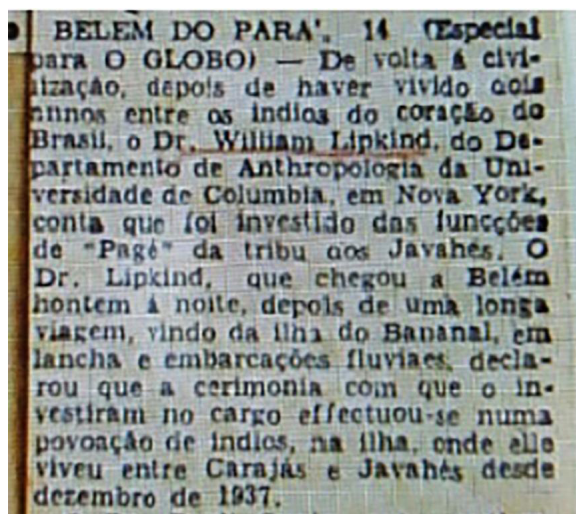 BELEM DO PARA', 14 (Especial
para O GLOBO) — De volta á civi-
lização, depois de haver vivido dois
annos entre os indios do coração do
Brasil, o Dr. William Lipkind, do De-
partamento de Anthropologia da Uni-
versidade de Columbia, em Nova York,
conta que foi investido das funcções
de "Pagé" da tribu dos Javahés. O
Dr. Lipkind, que chegou a Belém
hontem á noite, depois de uma longa
viagem, vindo da ilha do Bananal, em
lancha e embarcações fluviaes, decla-
rou que a cerimonia com que o in-
vestiram no cargo effectuou-se numa
povoação de indios, na ilha, onde elle
viveu entre Carajás e Javahés desde
dezembro de 1937.